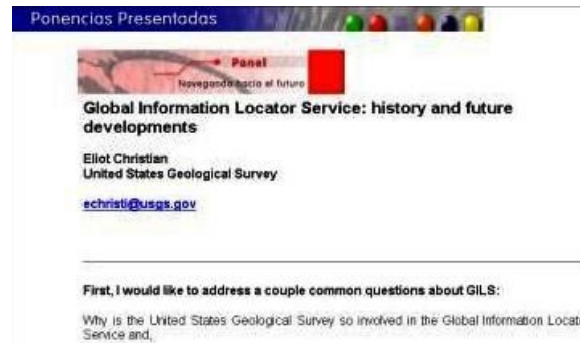 Ponencias Presentadas
Panel
Navegando hacia el futuro
Global Information Locator Service: history and future
developments
Eliot Christian
United States Geological Survey
echristi@usgs.gov
First, I would like to address a couple common questions about GILS:
Why is the United States Geological Survey so involved in the Global Information Locat
Service and,